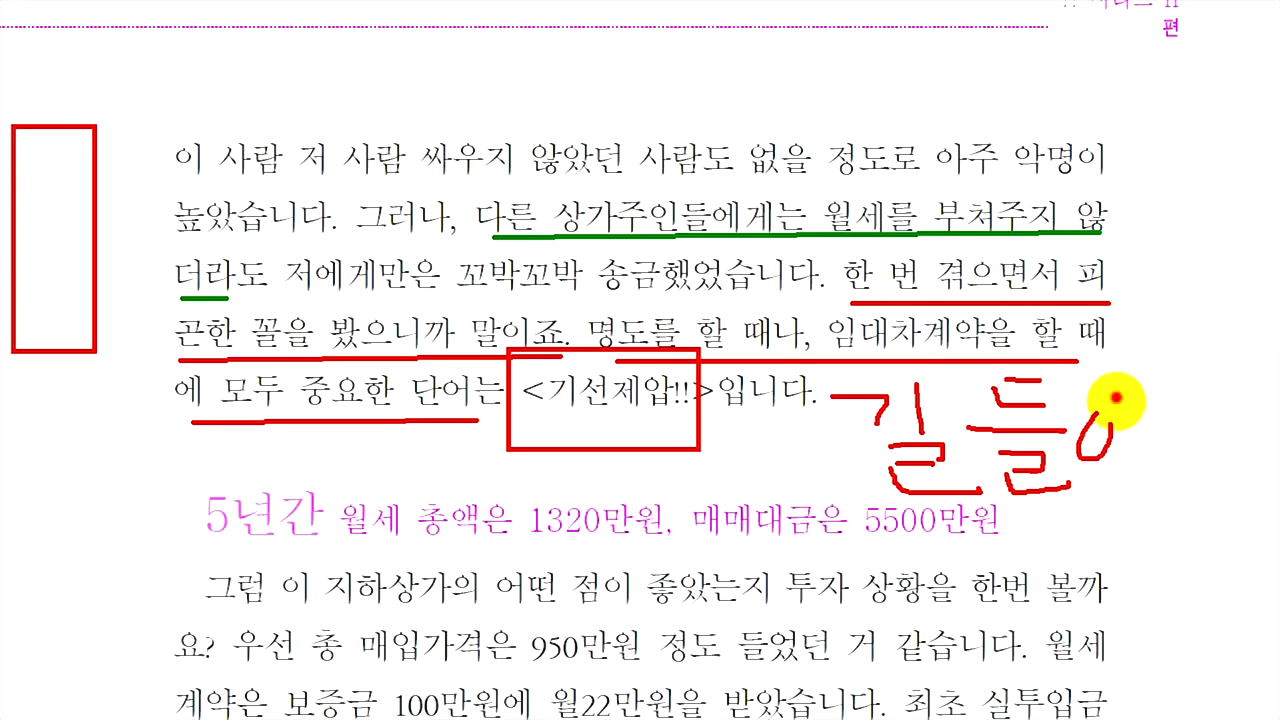 편
이 사람 저 사람 싸우지 않았던 사람도 없을 정도로 아주 악명이
높았습니다. 그러나, 다른 상가주인들에게는 월세를 부쳐주지 않
더라도 저에게만은 꼬박꼬박 송금했었습니다. 한 번 겪으면서 피
곤한 꼴을 봤으니까 말이죠. 명도를 할 때나, 임대차계약을 할 때
에 모두 중요한 단어는 <기선제압!!>입니다.
길들
5년간 월세 총액은 1320만원, 매매대금은 5500만원
그럼 이 지하상가의 어떤 점이 좋았는지 투자 상황을 한번 볼까
요? 우선 총 매입가격은 950만원 정도 들었던 거 같습니다. 월세
계약은 보증금 100만원에 월22만원을 받았습니다. 최초 실투입금